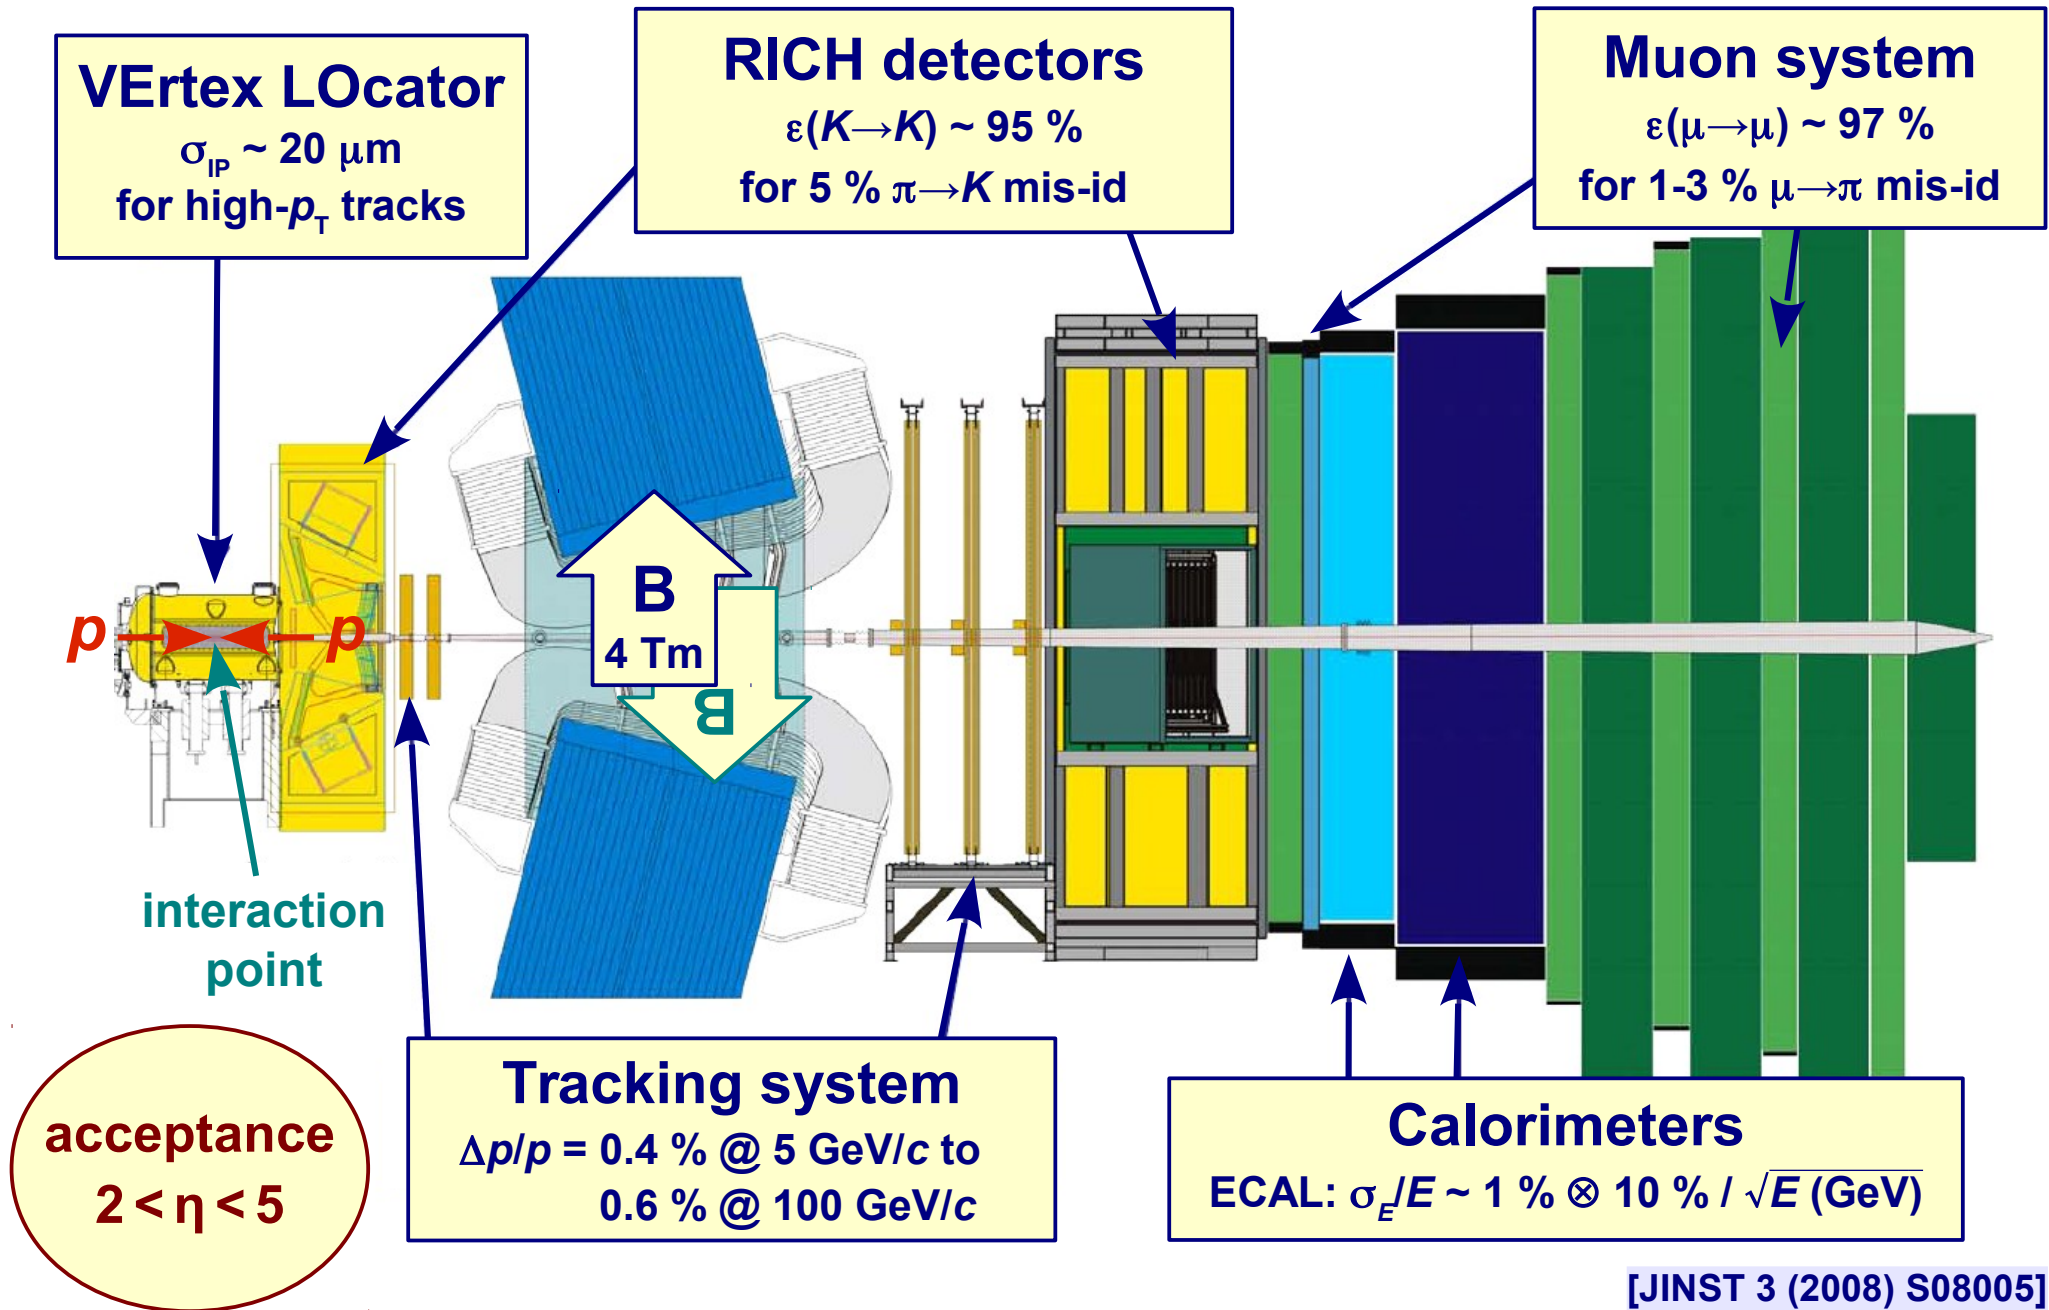 VErtex LOcator
σIP ~ 20 μm
for high-pT tracks
RICH detectors
ε(K→K) ~ 95 %
for 5 % π→K mis-id
Muon system
ε(μ→μ) ~ 97 %
for 1-3 % μ→π mis-id
p
p
B
4 Tm
B
interaction
point
acceptance
2 < η < 5
Tracking system
Δp/p = 0.4 % @ 5 GeV/c to
0.6 % @ 100 GeV/c
Calorimeters
ECAL: σE/E ~ 1 % ⊗ 10 % / √E (GeV)
[JINST 3 (2008) S08005]